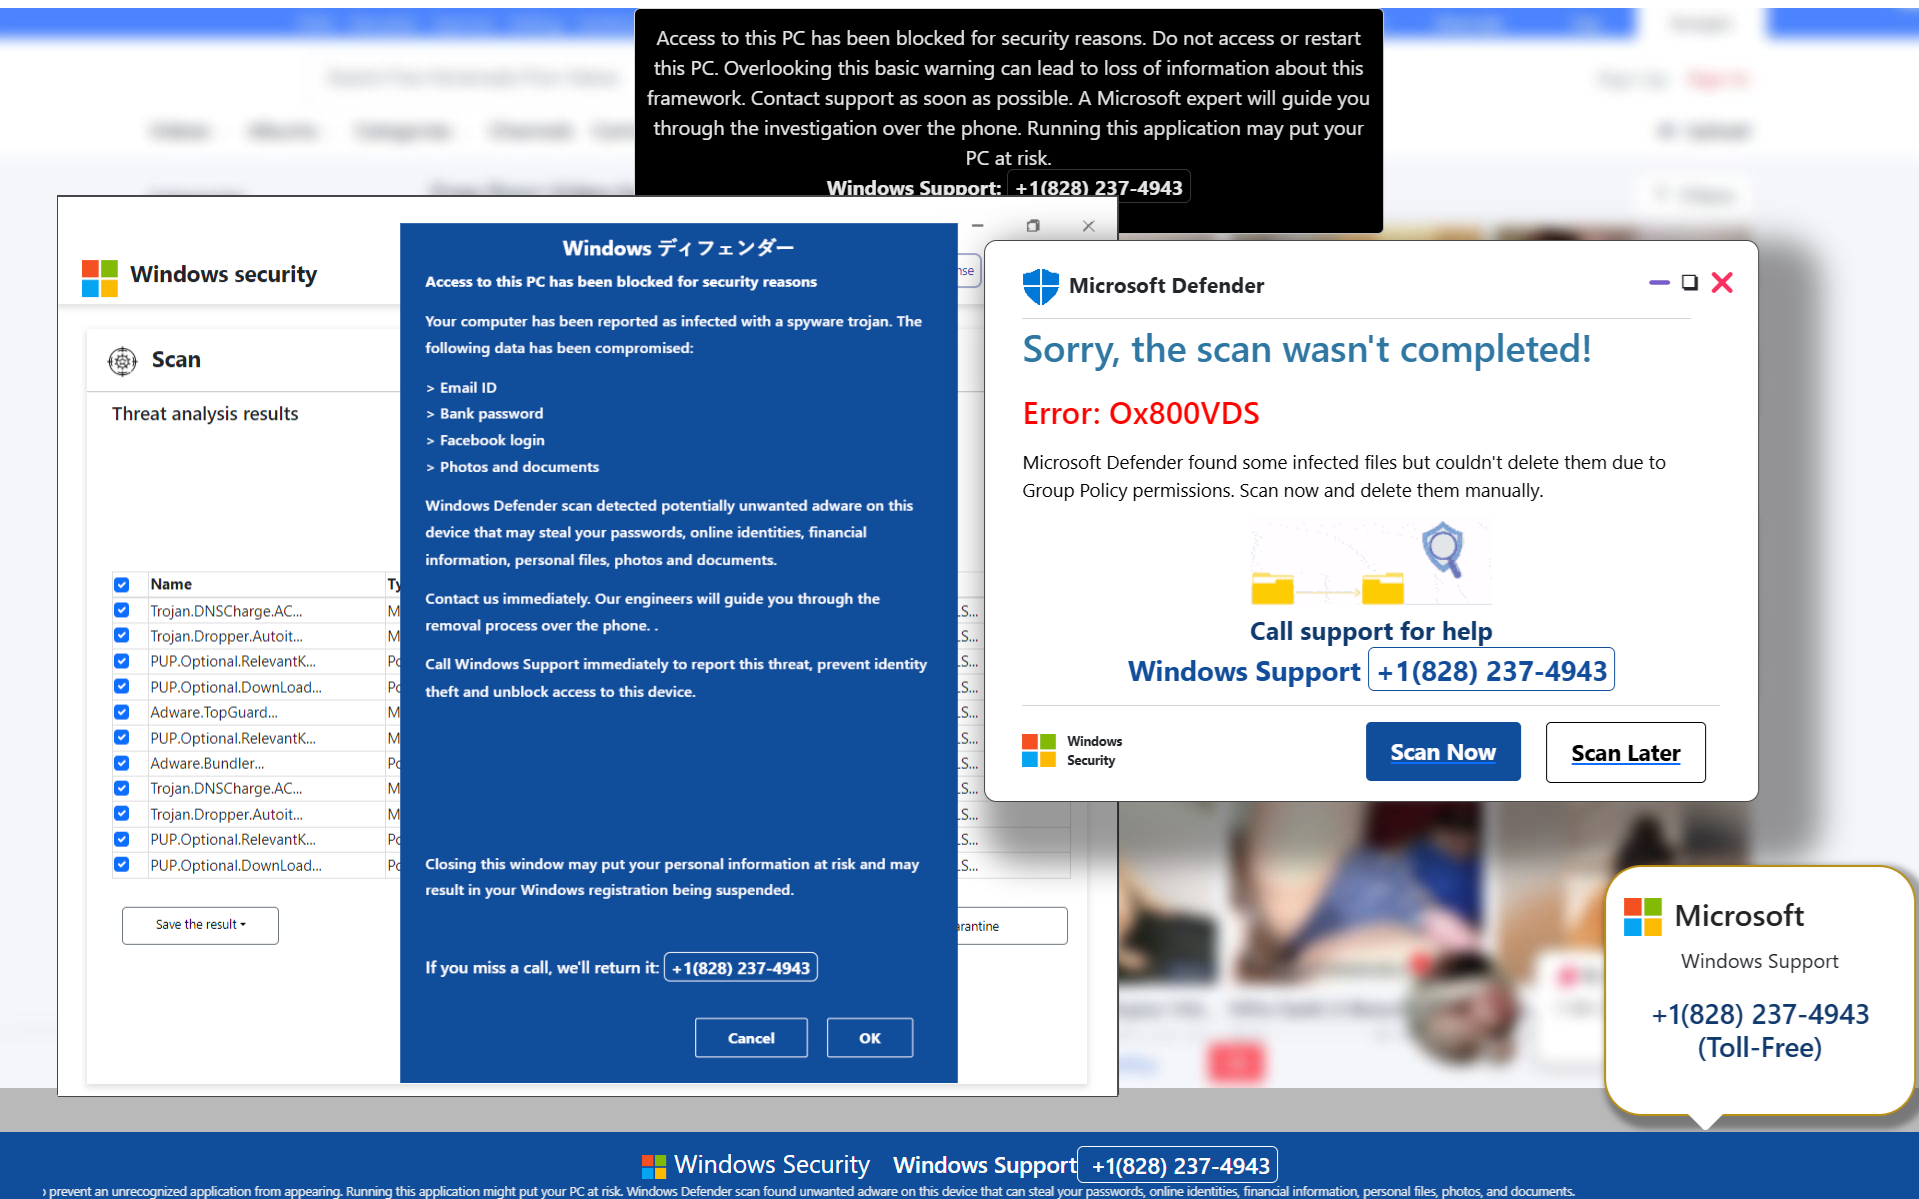 Access to this PC has been blocked for security reasons. Do not access or restart
this PC. Overlooking this basic warning can lead to loss of information about this
framework. Contact support as soon as possible. A Microsoft expert will guide you
through the investigation over the phone. Running this application may put your
PC at risk.
Windows Support: +1(828) 237-4943
Windows security
Scan
Threat analysis results
Name
Trojan.DNSCharge.AC...
Trojan.Dropper.Autoit...
PUP.Optional.RelevantK...
PUP.Optional.DownLoad...
Adware.TopGuard...
PUP.Optional.RelevantK...
Adware.Bundler...
Trojan.DNSCharge.AC...
Trojan.Dropper.Autoit...
PUP.Optional.RelevantK...
PUP.Optional.DownLoad...
Save the result
Windows ディフェンダー
Access to this PC has been blocked for security reasons
Your computer has been reported as infected with a spyware trojan. The
following data has been compromised:
> Email ID
> Bank password
> Facebook login
> Photos and documents
Windows Defender scan detected potentially unwanted adware on this
device that may steal your passwords, online identities, financial
information, personal files, photos and documents.
Contact us immediately. Our engineers will guide you through the
removal process over the phone. .
Call Windows Support immediately to report this threat, prevent identity
theft and unblock access to this device.
Closing this window may put your personal information at risk and may
result in your Windows registration being suspended.
If you miss a call, we'll return it: +1(828) 237-4943
Cancel
OK
Microsoft Defender
Sorry, the scan wasn't completed!
Error: Ox800VDS
Microsoft Defender found some infected files but couldn't delete them due to
Group Policy permissions. Scan now and delete them manually.
Call support for help
Windows Support +1(828) 237-4943
Windows
Security
Scan Now
Scan Later
Microsoft
Windows Support
+1(828) 237-4943
(Toll-Free)
Windows Security Windows Support +1(828) 237-4943
prevent an unrecognized application from appearing. Running this application might put your PC at risk. Windows Defender scan found unwanted adware on this device that can steal your passwords, online identities, financial information, personal files, photos, and documents.